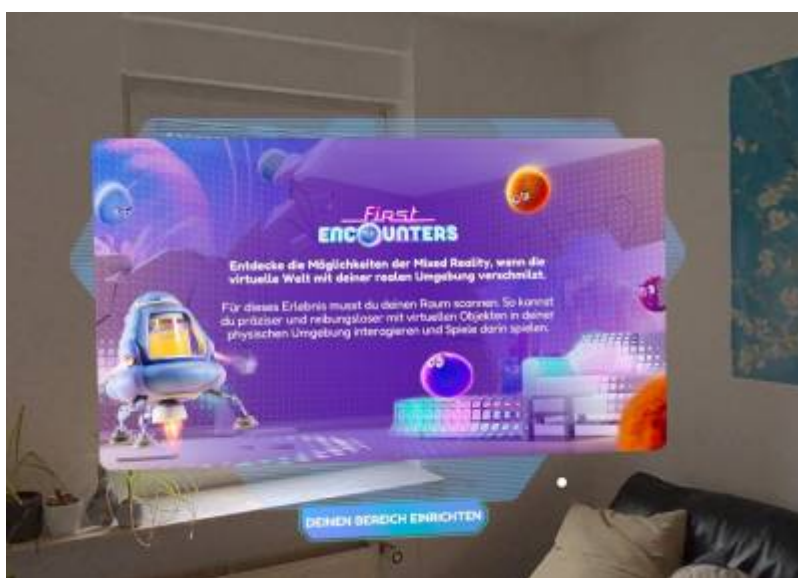 First
ENCOUNTERS
Entdecke die Möglichkeiten der Mixed Reality, wenn die
virtuelle Welt mit deiner realen Umgebung verschmilzt.
Für dieses Erlebnis musst du deinen Raum scannen. So kannst
du präziser und reibungsloser mit virtuellen Objekten in deiner
physischen Umgebung interagieren und Spiele darin spielen.
DEINEN BEREICH EINRICHTEN